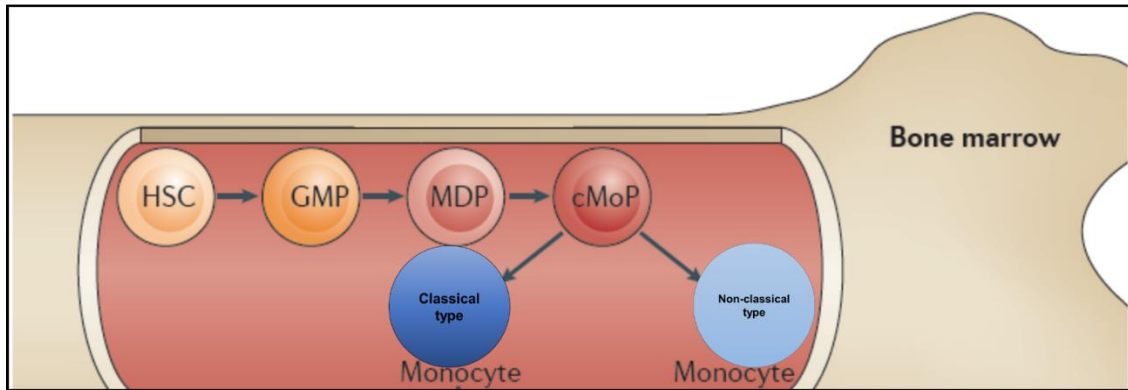 Bone marrow
HSC
GMP
MDP
cMoP
Classical
type
Non-classical
type
Monocyte
Monocyte